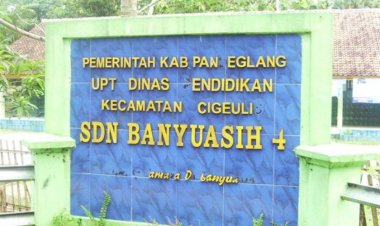 PEMERINTAH KAB PAN EGLANG
UPT DINAS ENDIDIKAN
KECAMATAN CIGEULI
SDN BANYUASIH 4